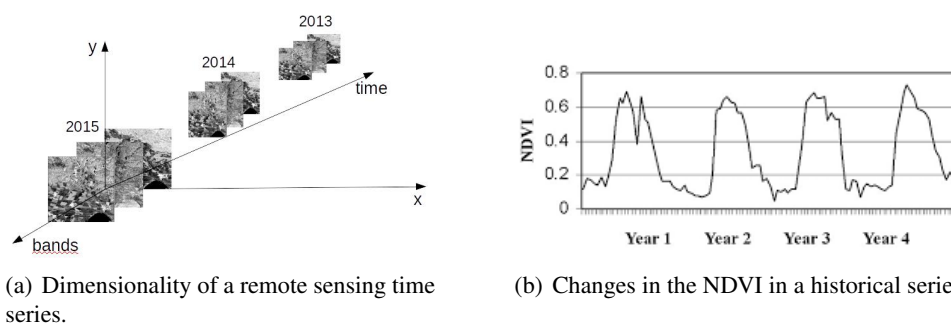 2013
y
2014
time
2015
x
bands
(a) Dimensionality of a remote sensing time
series.
0.8
0.6
0.4
0.2
0
NDVI
Year 1 Year 2 Year 3 Year 4
(b) Changes in the NDVI in a historical serie